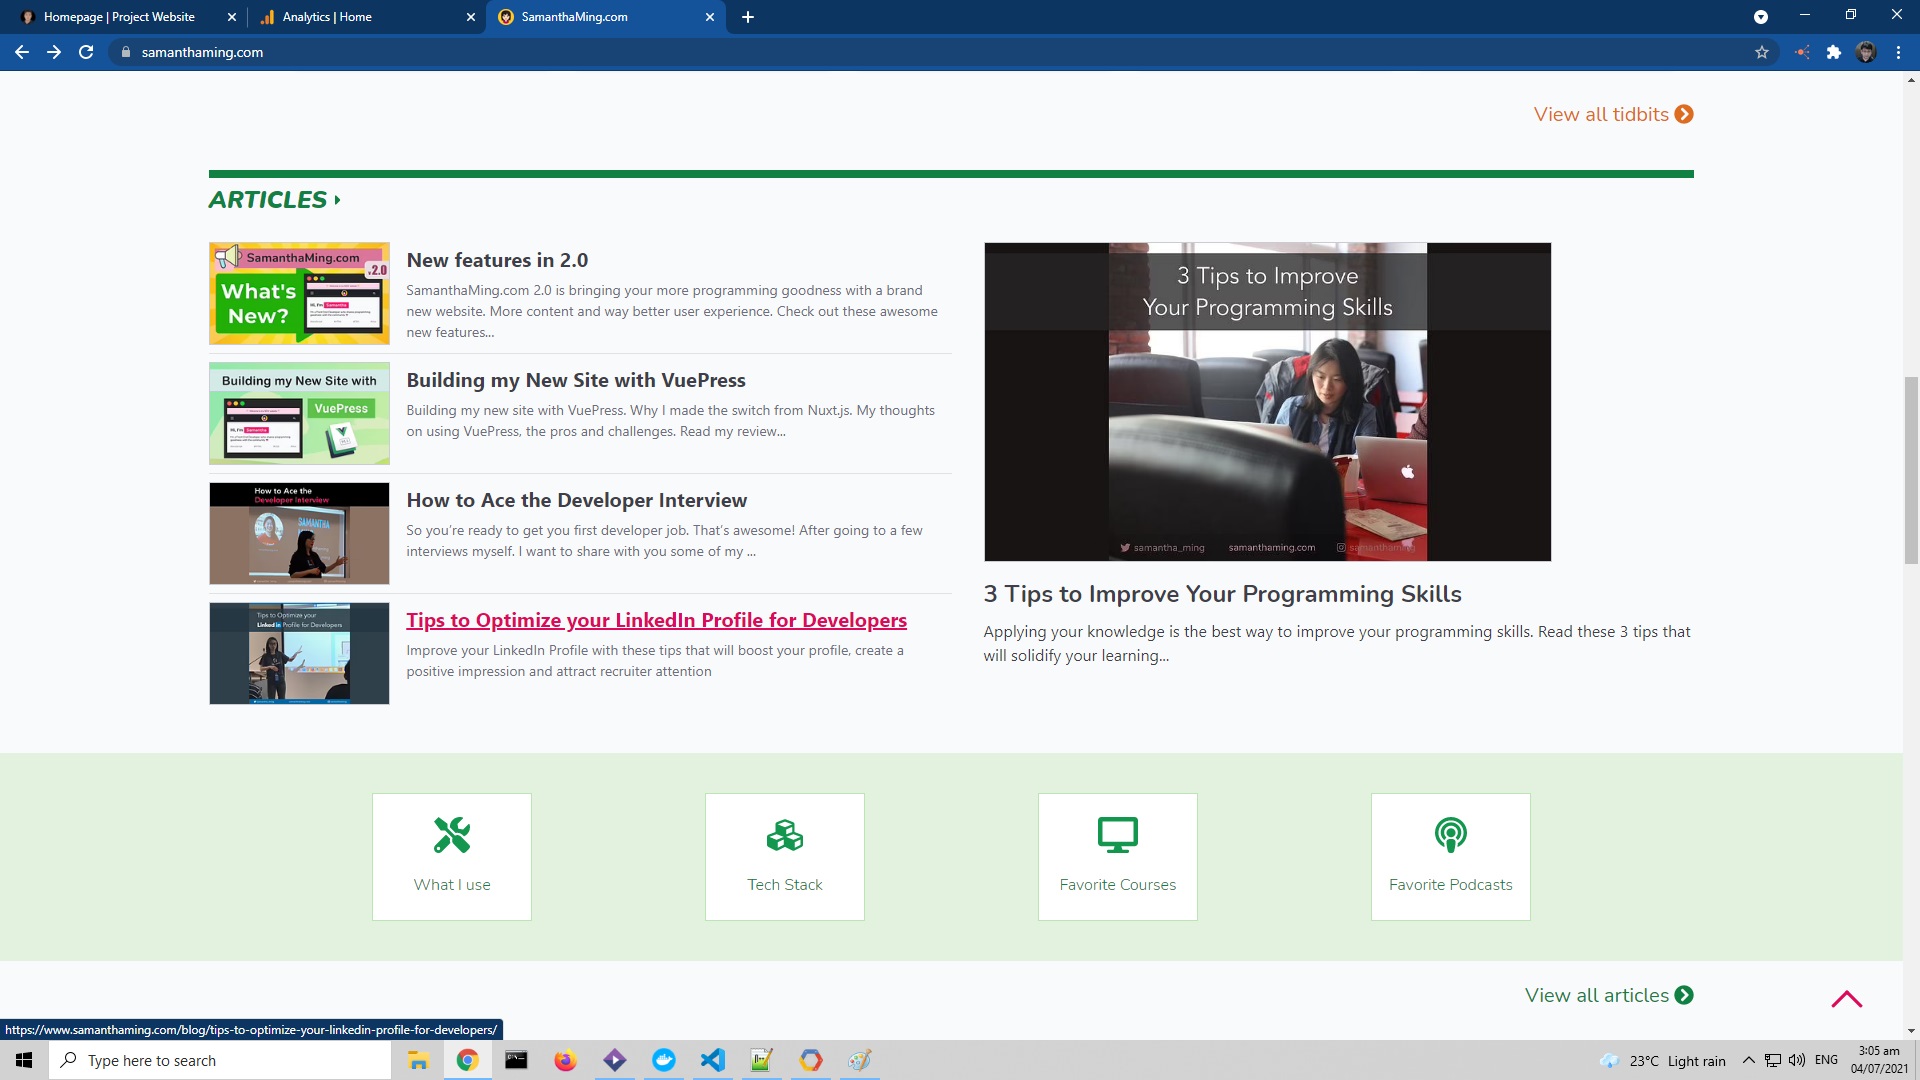 Homepage | Project Website
Analytics | Home
SamanthaMing.com
samanthaming.com
View all tidbits
ARTICLES
SamanthaMing.com
v2.0
What's
New?
New features in 2.0
SamanthaMing.com 2.0 is bringing your more programming goodness with a brand
new website. More content and way better user experience. Check out these awesome
new features...
Building my New Site with
VuePress
Building my New Site with VuePress
Building my new site with VuePress. Why I made the switch from Nuxt.js. My thoughts
on using VuePress, the pros and challenges. Read my review...
How to Ace the
Developer Interview
SAMANTHA
How to Ace the Developer Interview
So you're ready to get you first developer job. That's awesome! After going to a few
interviews myself. I want to share with you some of my ...
Tips to Optimize your
LinkedIn Profile for Developers
Tips to Optimize your LinkedIn Profile for Developers
Improve your LinkedIn Profile with these tips that will boost your profile, create a
positive impression and attract recruiter attention
3 Tips to Improve
Your Programming Skills
samantha_ming
samanthaming.com
samanthaming
3 Tips to Improve Your Programming Skills
Applying your knowledge is the best way to improve your programming skills. Read these 3 tips that
will solidify your learning...
What I use
Tech Stack
Favorite Courses
Favorite Podcasts
View all articles
https://www.samanthaming.com/blog/tips-to-optimize-your-linkedin-profile-for-developers/
Type here to search
23°C Light rain
ENG
3:05 am
04/07/2021